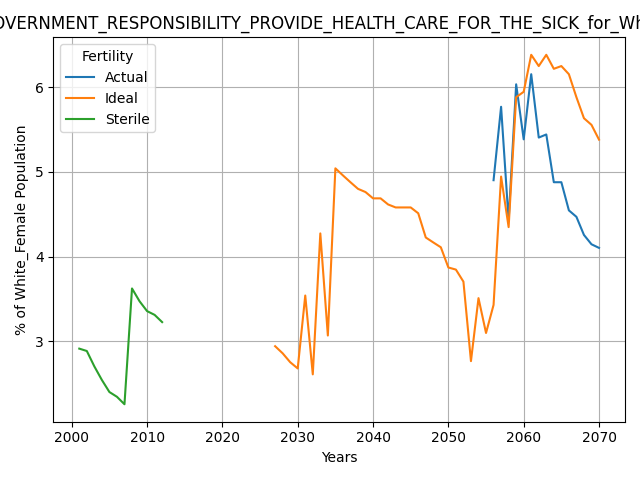 OVERNMENT_RESPONSIBILITY_PROVIDE_HEALTH_CARE_FOR_THE_SICK_for_Wh
Fertility
Actual
Ideal
Sterile
% of White_Female Population
6
5
4
3
2000 2010 2020 2030 2040 2050 2060 2070
Years